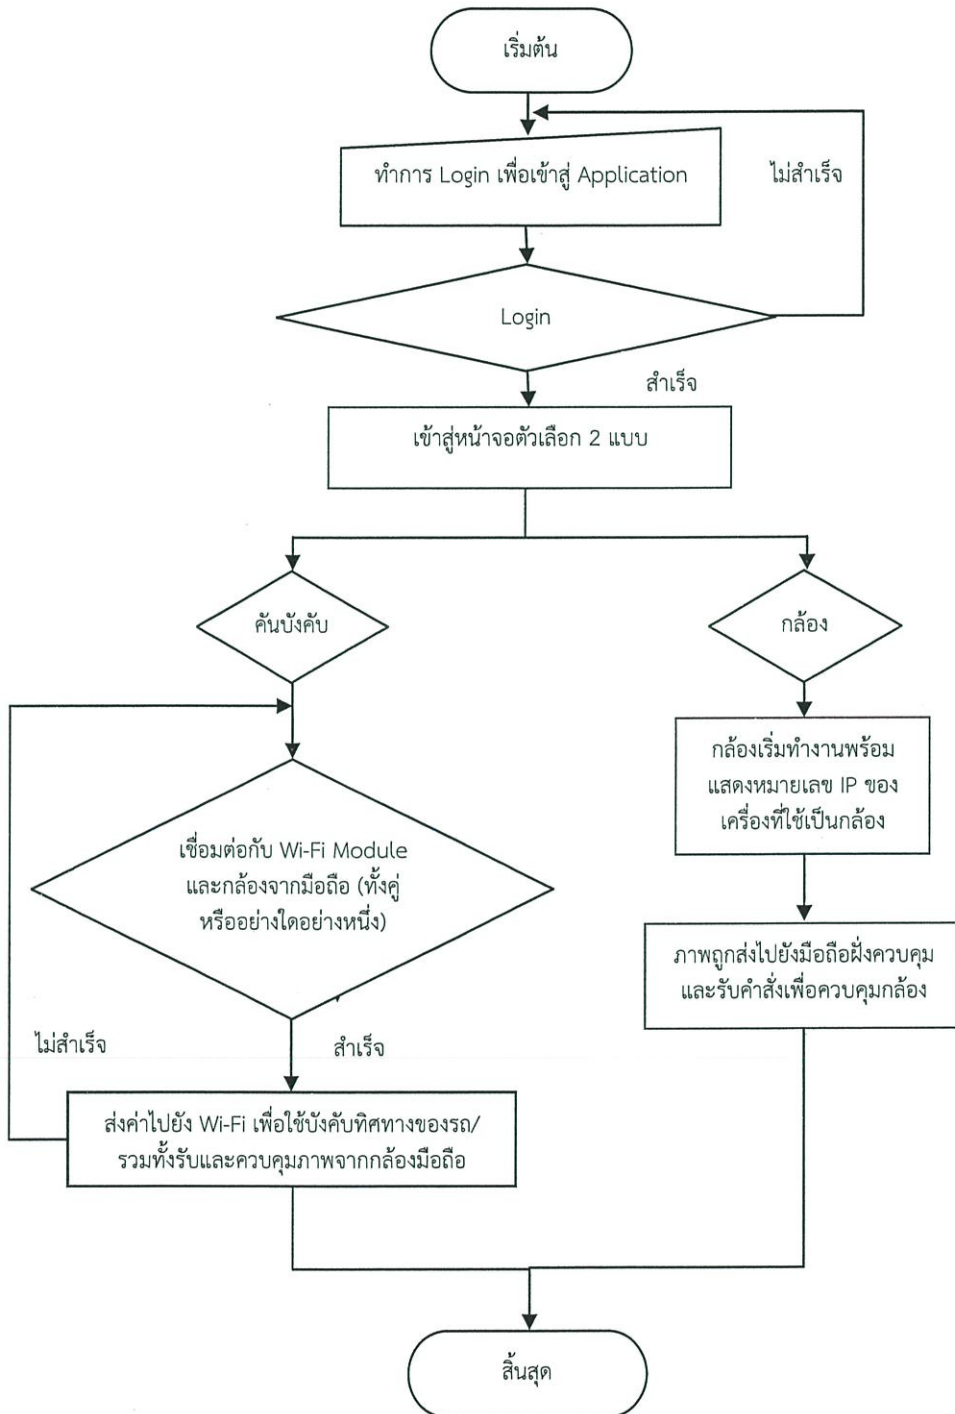 เริ่มต้น
ทำการ Login เพื่อเข้าสู่ Application
ไม่สำเร็จ
Login
สำเร็จ
เข้าสู่หน้าจอตัวเลือก 2 แบบ
คันบังคับ
กล้อง
กล้องเริ่มทำงานพร้อม
แสดงหมายเลข IP ของ
เครื่องที่ใช้เป็นกล้อง
เชื่อมต่อกับ Wi-Fi Module
และกล้องจากมือถือ (ทั้งคู่
หรืออย่างใดอย่างหนึ่ง)
ภาพถูกส่งไปยังมือถือฝั่งควบคุม
และรับคำสั่งเพื่อควบคุมกล้อง
ไม่สำเร็จ
สำเร็จ
ส่งค่าไปยัง Wi-Fi เพื่อใช้บังคับทิศทางของรถ/
รวมทั้งรับและควบคุมภาพจากกล้องมือถือ
สิ้นสุด